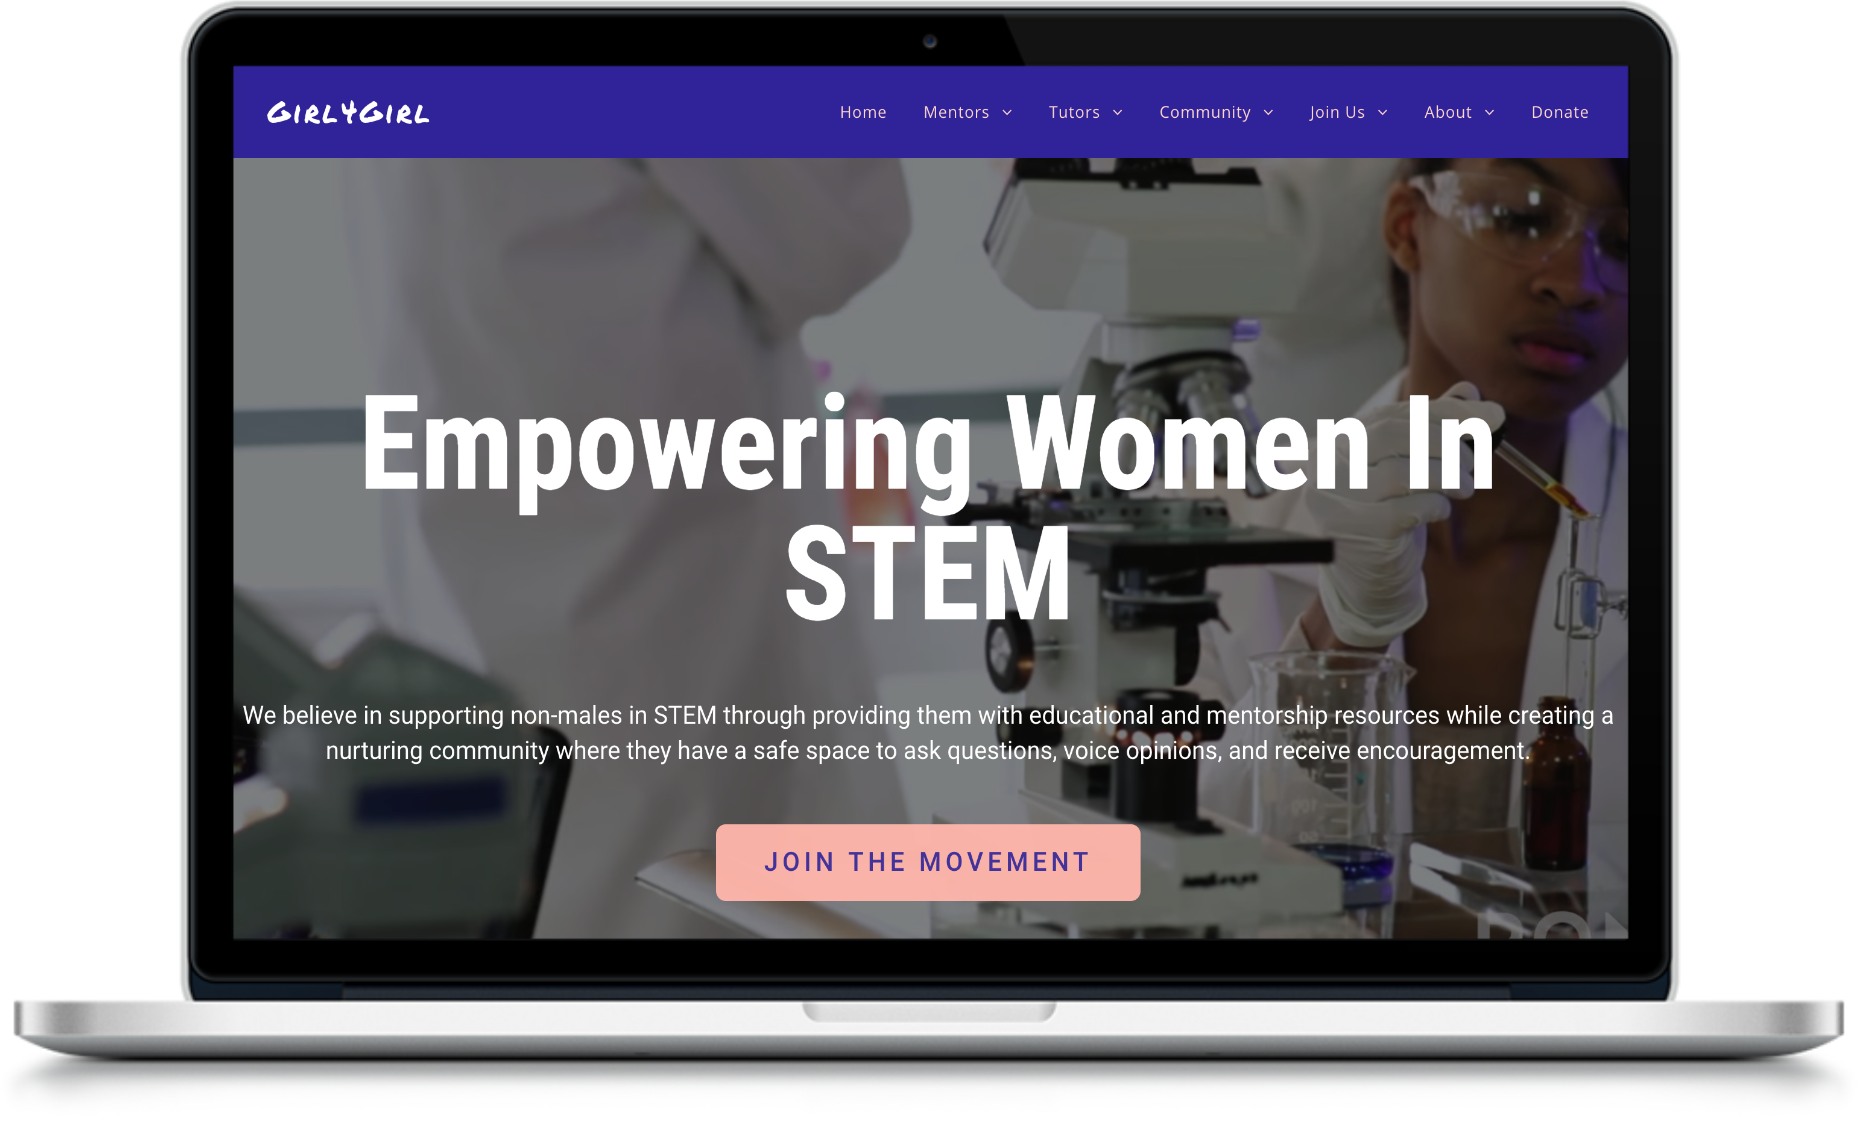 Girl4Girl
Home Mentors Tutors Community Join Us About Donate
Empowering Women In
STEM
We believe in supporting non-males in STEM through providing them with educational and mentorship resources while creating a
nurturing community where they have a safe space to ask questions, voice opinions, and receive encouragement.
JOIN THE MOVEMENT